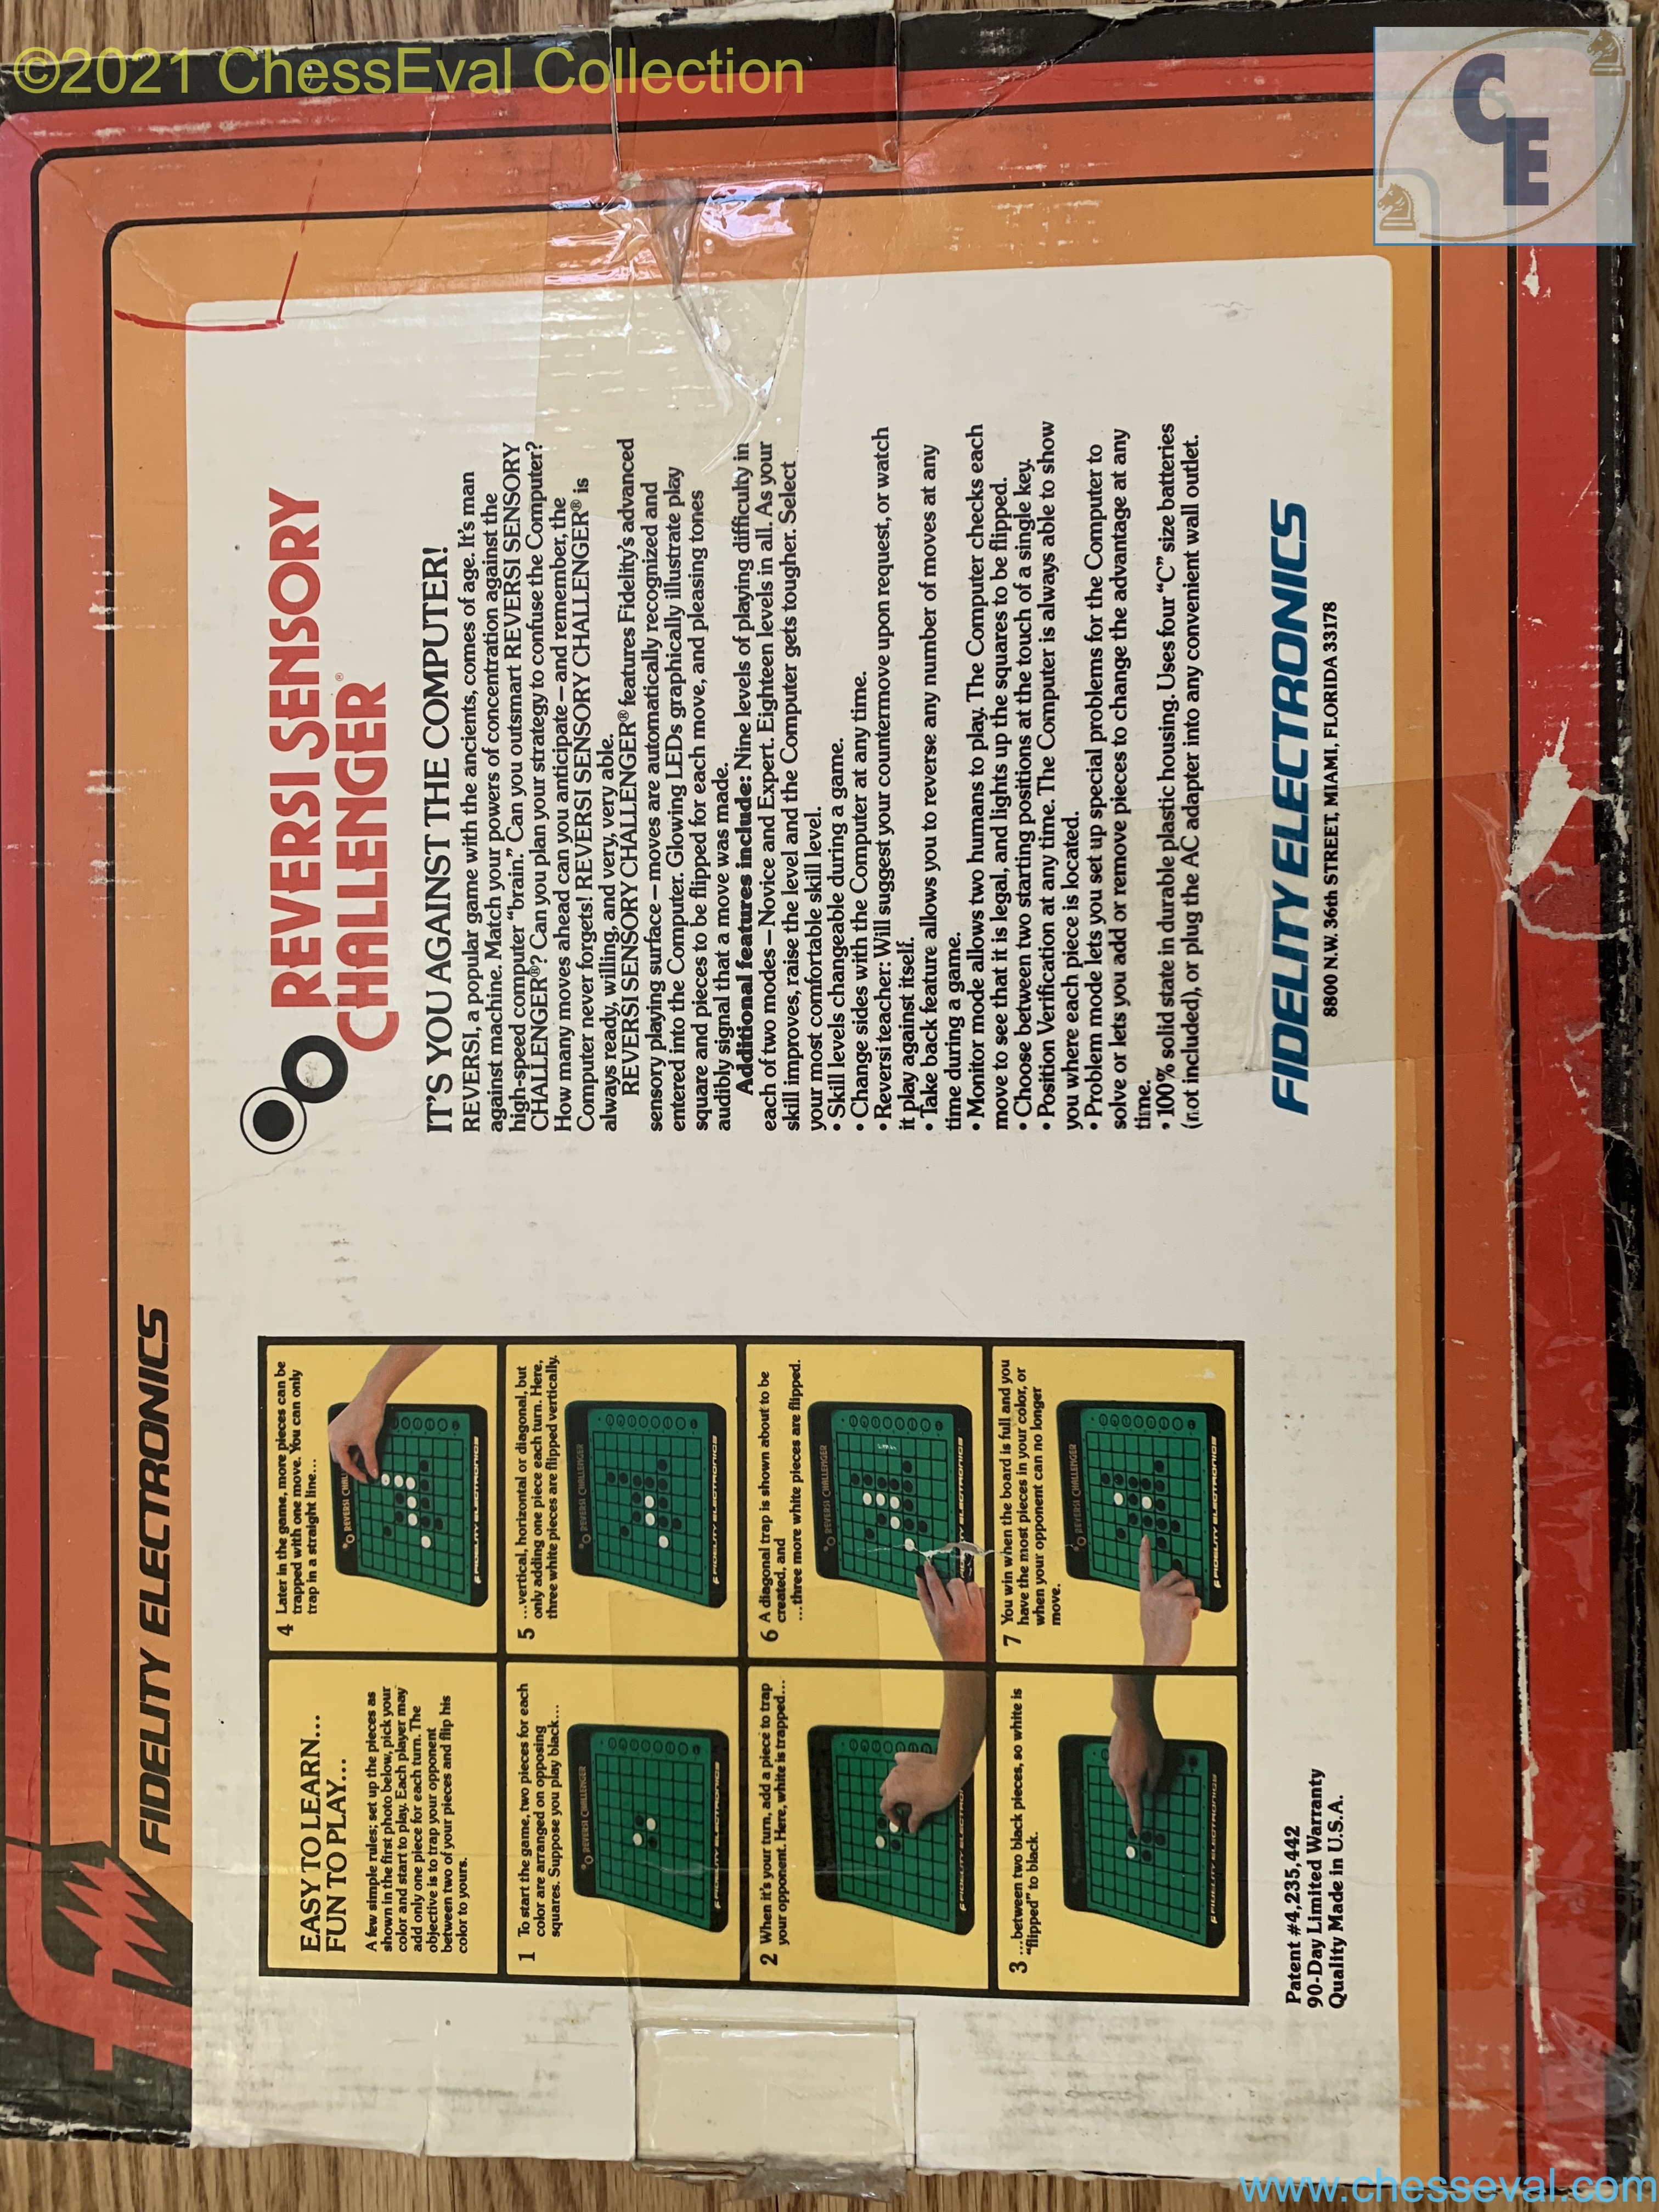 ©2021 ChessEval Collection
CE
FIDELITY ELECTRONICS
EASY TO LEARN...
FUN TO PLAY...
A few simple rules; set up the pieces as
shown in the first photo below, pick your
color and start to play. Each player may
add only one piece for each turn. The
objective is to trap your opponent
between two of your pieces and flip his
color to yours.
1 To start the game, two pieces for each
color are arranged on opposing
squares. Suppose you play black...
REVERSI CHALLENGER
FIDELITY ELECTRONICS
2 When it's your turn, add a piece to trap
your opponent. Here, white is trapped...
FIDELITY ELECTRON
3 ...between two black pieces, so white is
"flipped" to black.
FIDELITY ELECTRONICS
4 Later in the game, more pieces can be
trapped with one move. You can only
trap in a straight line...
REVERSI CHAL
FIDELITY ELECTRONICS
5 ...vertical, horizontal or diagonal, but
only adding one piece each turn. Here,
three white pieces are flipped vertically.
REVERSI CHALLENGER
FIDELITY ELECTRONICS
6 A diagonal trap is shown about to be
created, and
...three more white pieces are flipped.
REVERSI CHALLENGER
ELECTRONICS
7 You win when the board is full and you
have the most pieces in your color, or
when your opponent can no longer
move.
REVERSI CHALLENGER
FIDELITY ELECTRONICS
Patent #4,235,442
90-Day Limited Warranty
Quality Made in U.S.A.
REVERSI SENSORY
CHALLENGER®
IT'S YOU AGAINST THE COMPUTER!
REVERSI, a popular game with the ancients, comes of age. It's man
against machine. Match your powers of concentration against the
high-speed computer "brain." Can you outsmart REVERSI SENSORY
CHALLENGER®? Can you plan your strategy to confuse the Computer?
How many moves ahead can you anticipate – and remember, the
Computer never forgets! REVERSI SENSORY CHALLENGER® is
always ready, willing, and very, very able.
REVERSI SENSORY CHALLENGER® features Fidelity's advanced
sensory playing surface – moves are automatically recognized and
entered into the Computer. Glowing LEDs graphically illustrate play
square and pieces to be flipped for each move, and pleasing tones
audibly signal that a move was made.
Additional features include: Nine levels of playing difficulty in
each of two modes – Novice and Expert. Eighteen levels in all. As your
skill improves, raise the level and the Computer gets tougher. Select
your most comfortable skill level.
• Skill levels changeable during a game.
• Change sides with the Computer at any time.
• Reversi teacher: Will suggest your countermove upon request, or watch
it play against itself.
• Take back feature allows you to reverse any number of moves at any
time during a game.
• Monitor mode allows two humans to play. The Computer checks each
move to see that it is legal, and lights up the squares to be flipped.
• Choose between two starting positions at the touch of a single key.
• Position Verification at any time. The Computer is always able to show
you where each piece is located.
• Problem mode lets you set up special problems for the Computer to
solve or lets you add or remove pieces to change the advantage at any
time.
• 100% solid state in durable plastic housing. Uses four "C" size batteries
(not included), or plug the AC adapter into any convenient wall outlet.
FIDELITY ELECTRONICS
8800 N.W. 36th STREET, MIAMI, FLORIDA 33178
www.chesseval.com